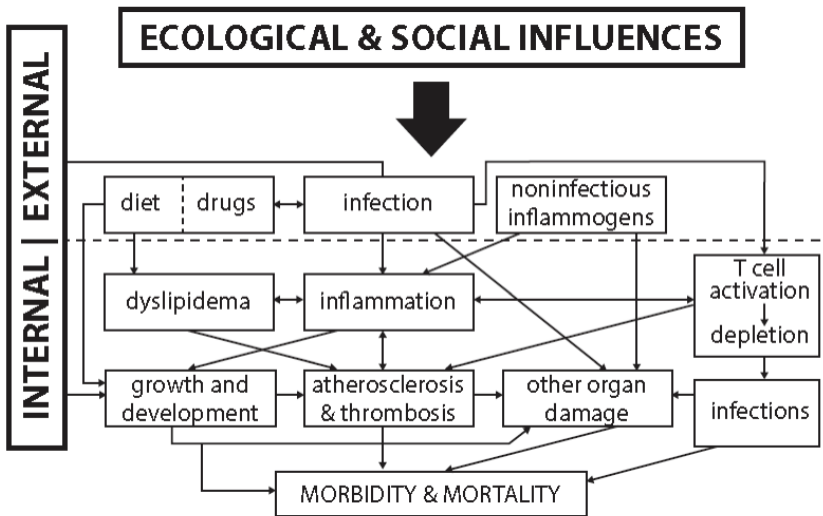 ECOLOGICAL & SOCIAL INFLUENCES
INTERNAL | EXTERNAL
diet
drugs
infection
noninfectious
inflammogens
dyslipidema
inflammation
T cell
activation
depletion
growth and
development
atherosclerosis
& thrombosis
other organ
damage
infections
MORBIDITY & MORTALITY